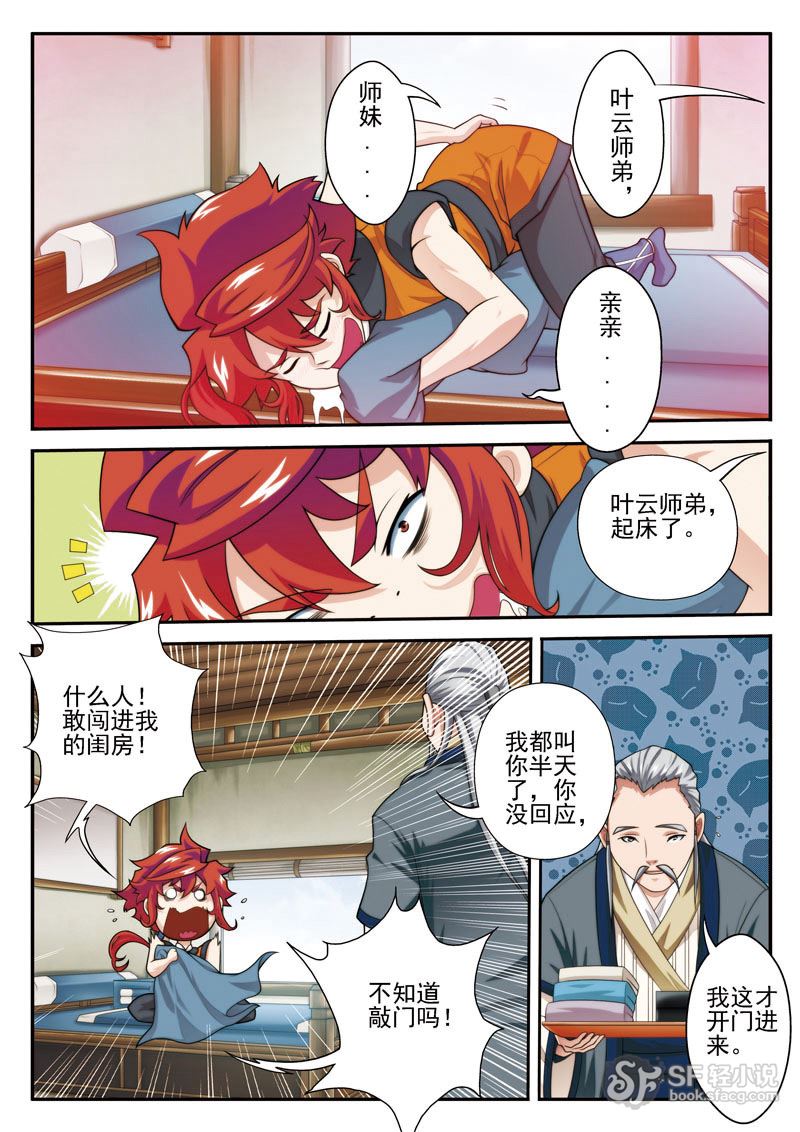 叶云师弟，
师妹
....
亲亲
....
叶云师弟，
起床了。
什么人！
敢闯进我
的闺房！
不知道
敲门吗！
我都叫
你半天你
了，没回应，
我这才
开门进
来。
SF轻小说
book.sfacg.com